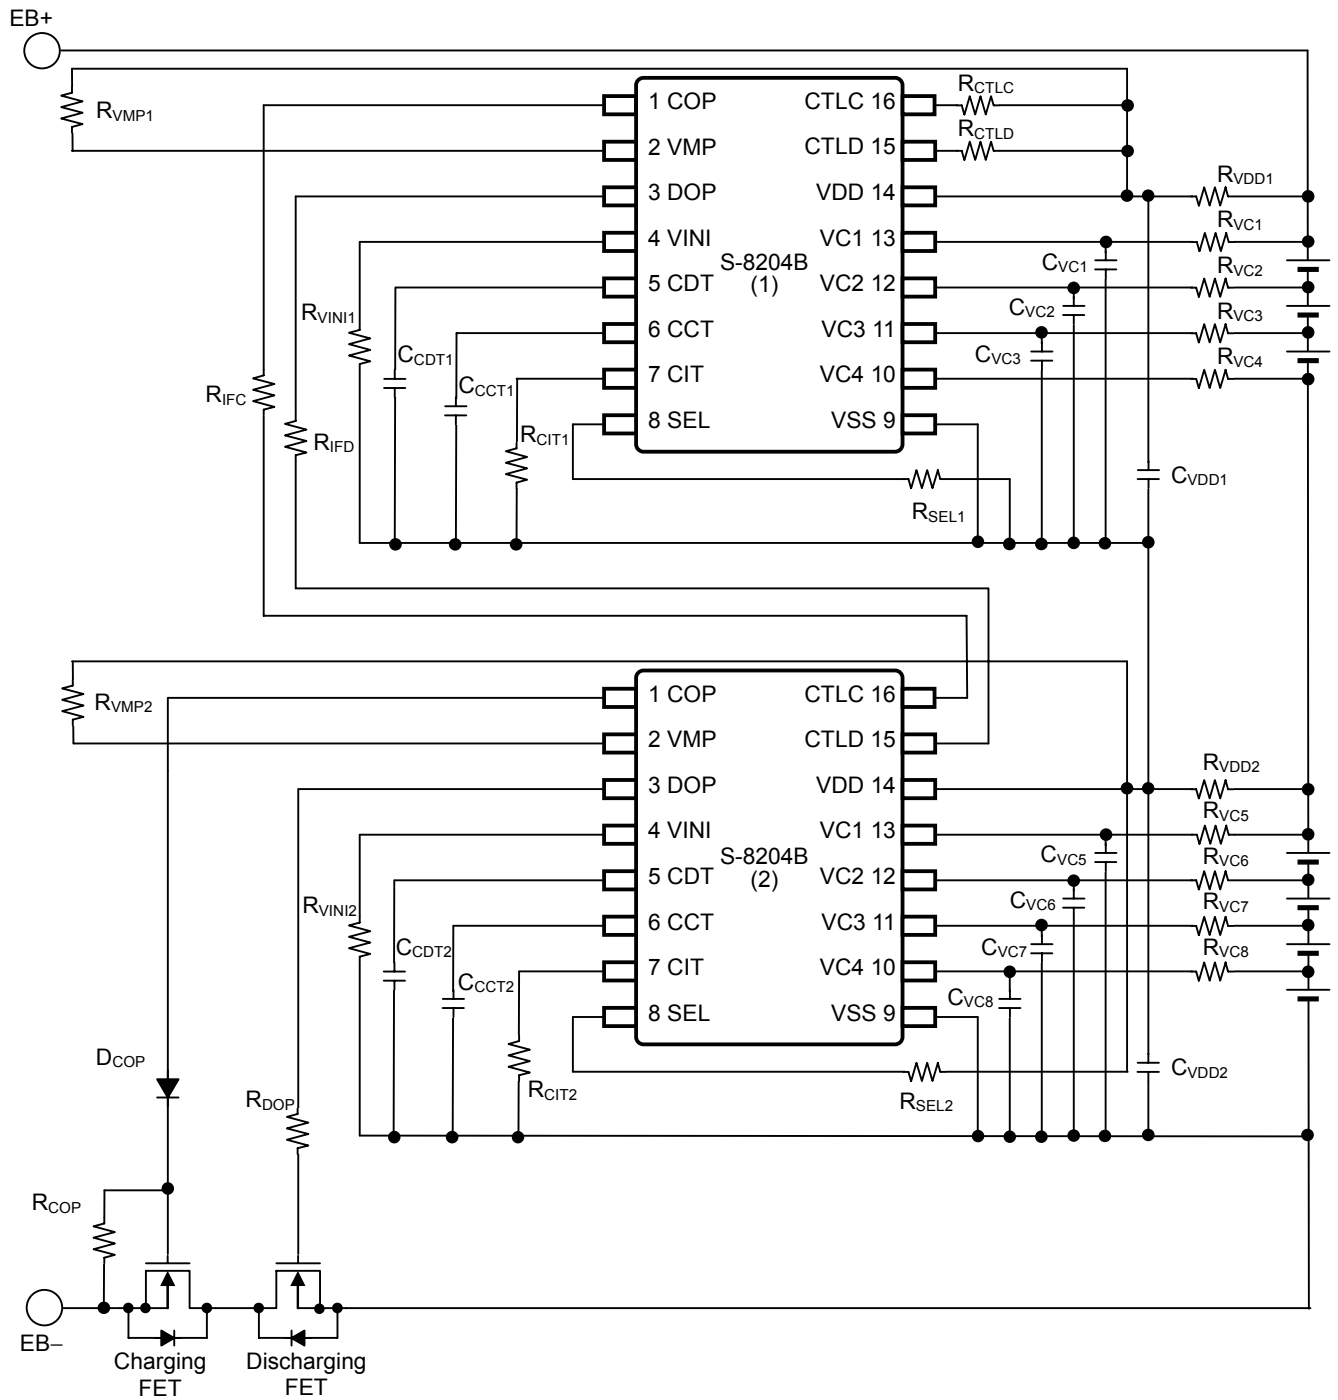 EB+
RVMP1
1 COP
CTLC 16
RCTLC
2 VMP
CTLD 15
RCTLD
3 DOP
VDD 14
RVDD1
4 VINI
VC1 13
RVC1
S-8204B
(1)
5 CDT
VC2 12
CVC1
RVC2
6 CCT
VC3 11
CVC2
RVC3
7 CIT
VC4 10
CVC3
RVC4
8 SEL
VSS 9
RVINI1
CCDT1
CCCT1
RCIT1
RIFC
RIFD
RSEL1
CVDD1
RVMP2
1 COP
CTLC 16
2 VMP
CTLD 15
3 DOP
VDD 14
RVDD2
4 VINI
VC1 13
RVC5
S-8204B
(2)
5 CDT
VC2 12
CVC5
RVC6
6 CCT
VC3 11
CVC6
RVC7
7 CIT
VC4 10
CVC7
RVC8
8 SEL
VSS 9
CVC8
RVINI2
CCDT2
CCCT2
RCIT2
RSEL2
CVDD2
DCOP
RDOP
RCOP
EB–
Charging
FET
Discharging
FET